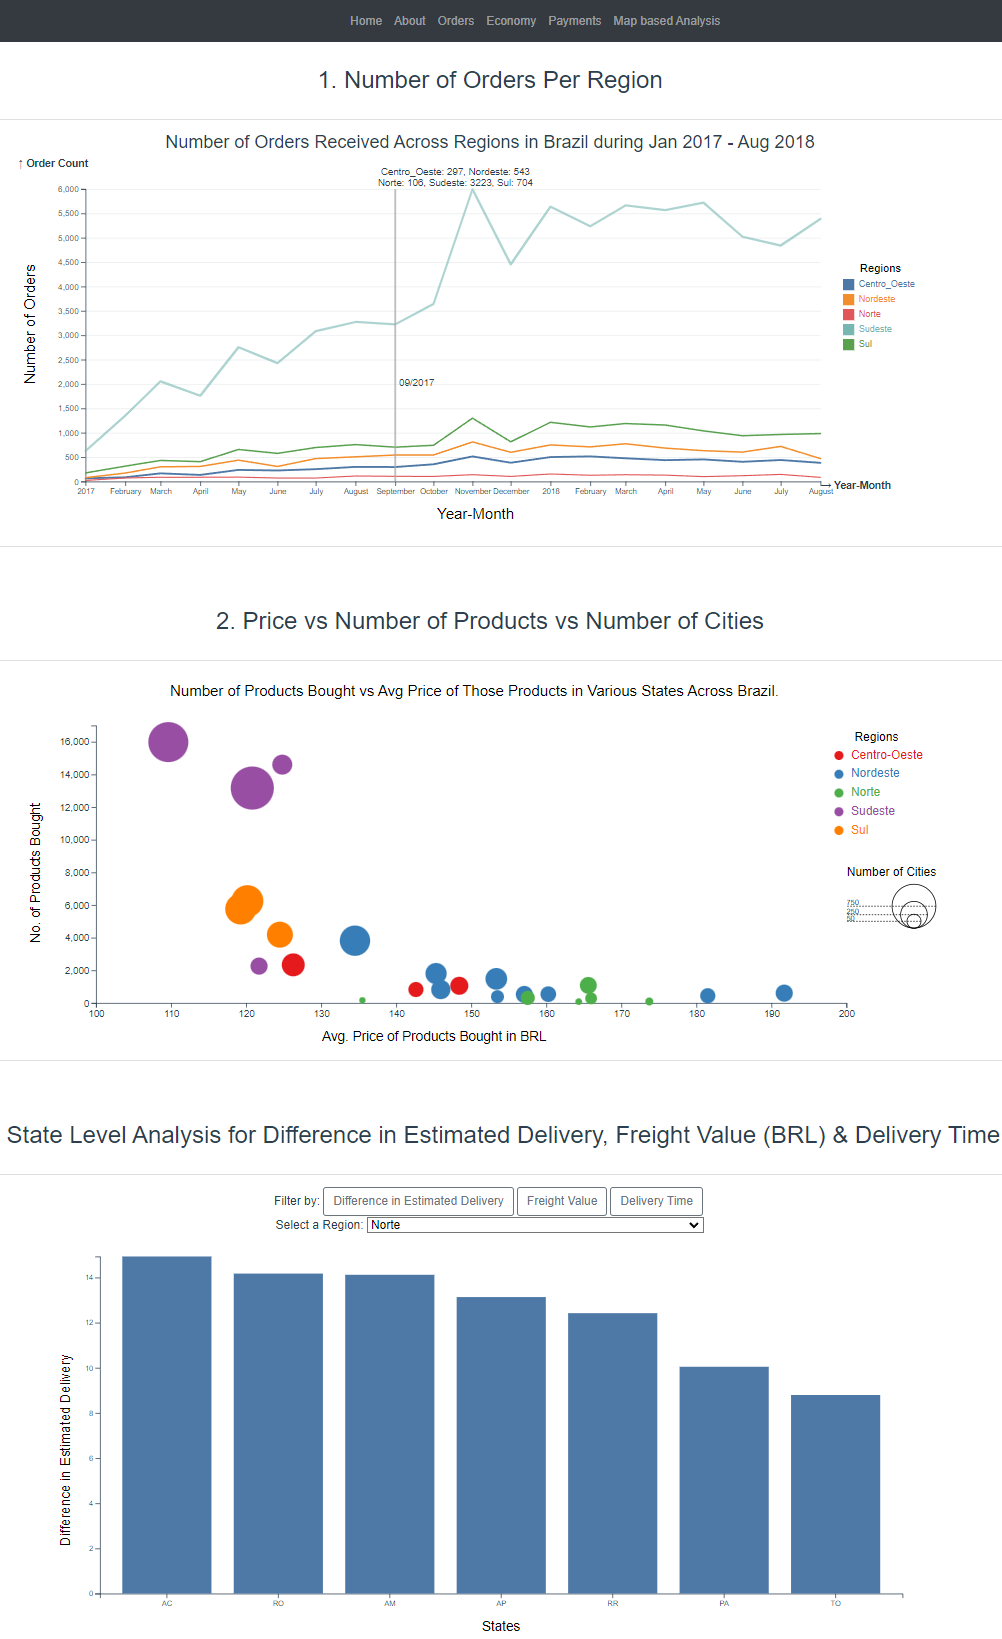 Home About Orders Economy Payments Map based Analysis
1. Number of Orders Per Region
Number of Orders Received Across Regions in Brazil during Jan 2017 - Aug 2018
↑ Order Count
Centro_Oeste: 297, Nordeste: 543
Norte: 106, Sudeste: 3223, Sul: 704
6,000
5,500
5,000
4,500
4,000
3,500
3,000
2,500
2,000
1,500
1,000
500
0
Number of Orders
09/2017
Regions
Centro_Oeste
Nordeste
Norte
Sudeste
Sul
2017 February March April May June July August September October November December 2018 February March April May June July August
→ Year-Month
Year-Month
2. Price vs Number of Products vs Number of Cities
Number of Products Bought vs Avg Price of Those Products in Various States Across Brazil.
16,000
14,000
12,000
10,000
8,000
6,000
4,000
2,000
0
No. of Products Bought
Regions
Centro-Oeste
Nordeste
Norte
Sudeste
Sul
Number of Cities
750
250
50
100 110 120 130 140 150 160 170 180 190 200
Avg. Price of Products Bought in BRL
State Level Analysis for Difference in Estimated Delivery, Freight Value (BRL) & Delivery Time
Filter by: Difference in Estimated Delivery Freight Value Delivery Time
Select a Region: Norte
14
12
10
8
6
4
2
0
Difference in Estimated Delivery
AC RO AM AP RR PA TO
States